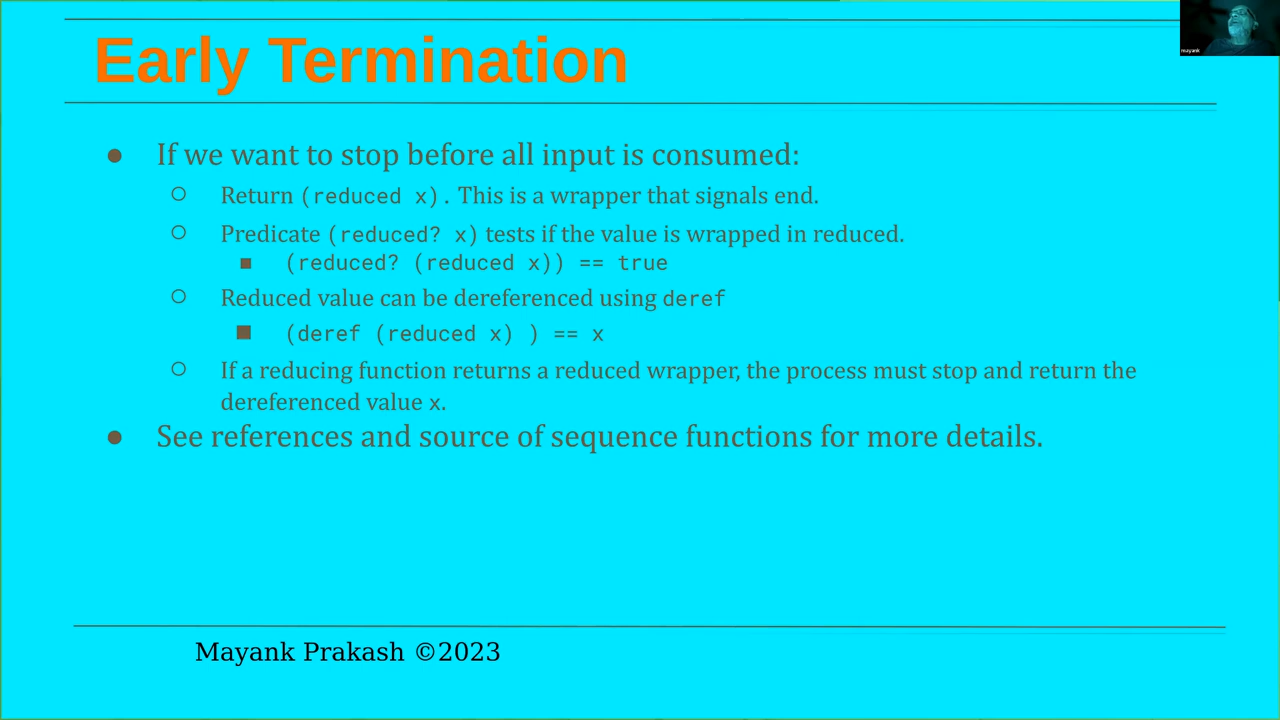 Early Termination
mayank
● If we want to stop before all input is consumed:
○ Return (reduced x). This is a wrapper that signals end.
○ Predicate (reduced? x) tests if the value is wrapped in reduced.
■ (reduced? (reduced x)) == true
○ Reduced value can be dereferenced using deref
■ (deref (reduced x) ) == x
○ If a reducing function returns a reduced wrapper, the process must stop and return the
dereferenced value x.
● See references and source of sequence functions for more details.
Mayank Prakash ©2023